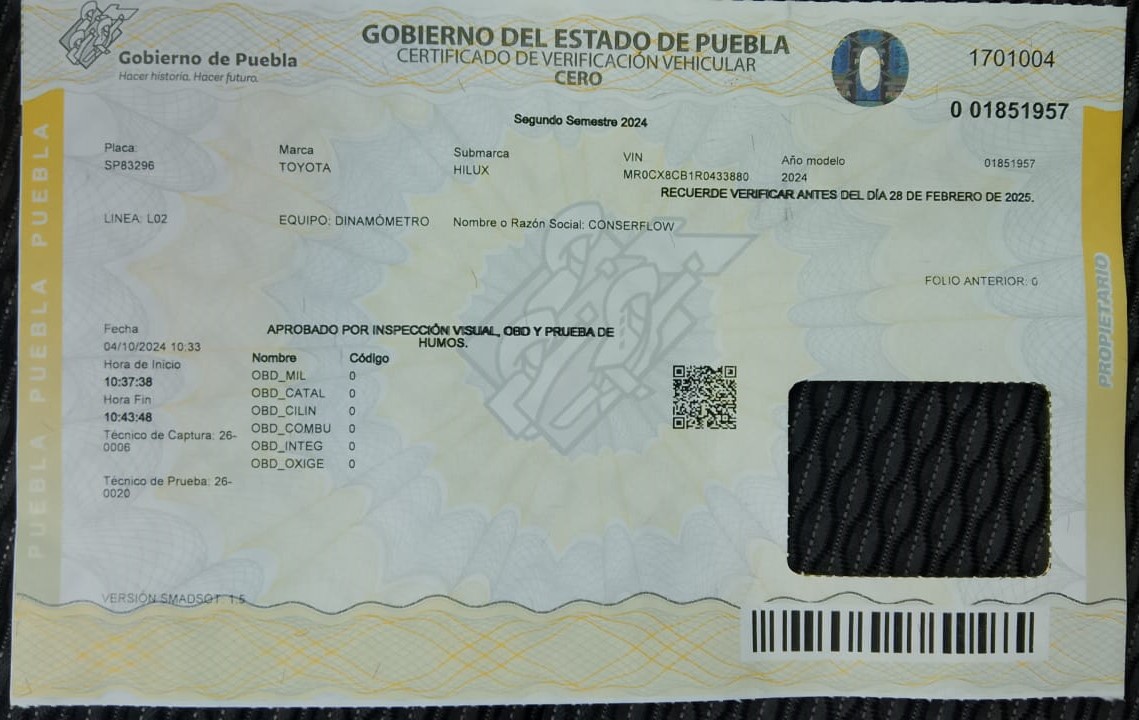 Gobierno de Puebla
Hacer historia. Hacer futuro.
GOBIERNO DEL ESTADO DE PUEBLA
CERTIFICADO DE VERIFICACIÓN VEHICULAR
CERO
0
1701004
0 01851957
Segundo Semestre 2024
Placa:
SP83296
Marca
TOYOTA
Submarca
HILUX
VIN
MR0CX8CB1R0433880
Año modelo
2024
01851957
RECUERDE VERIFICAR ANTES DEL DÍA 28 DE FEBRERO DE 2025.
LINEA: L02
EQUIPO: DINAMÓMETRO
Nombre o Razón Social: CONSERFLOW
FOLIO ANTERIOR: 0
Fecha
04/10/2024 10:33
Hora de Inicio
10:37:38
Hora Fin
10:43:48
Técnico de Captura: 26-
0006
Técnico de Prueba: 26-
0020
APROBADO POR INSPECCIÓN VISUAL, OBD Y PRUEBA DE
HUMOS.
Nombre Código
OBD_MIL 0
OBD_CATAL 0
OBD_CILIN 0
OBD_COMBU 0
OBD_INTEG 0
OBD_OXIGE 0
VERSIÓN SMADSOT 1.5
PUEBLA PUEBLA PUEBLA PUEBLA
PROPIETARIO